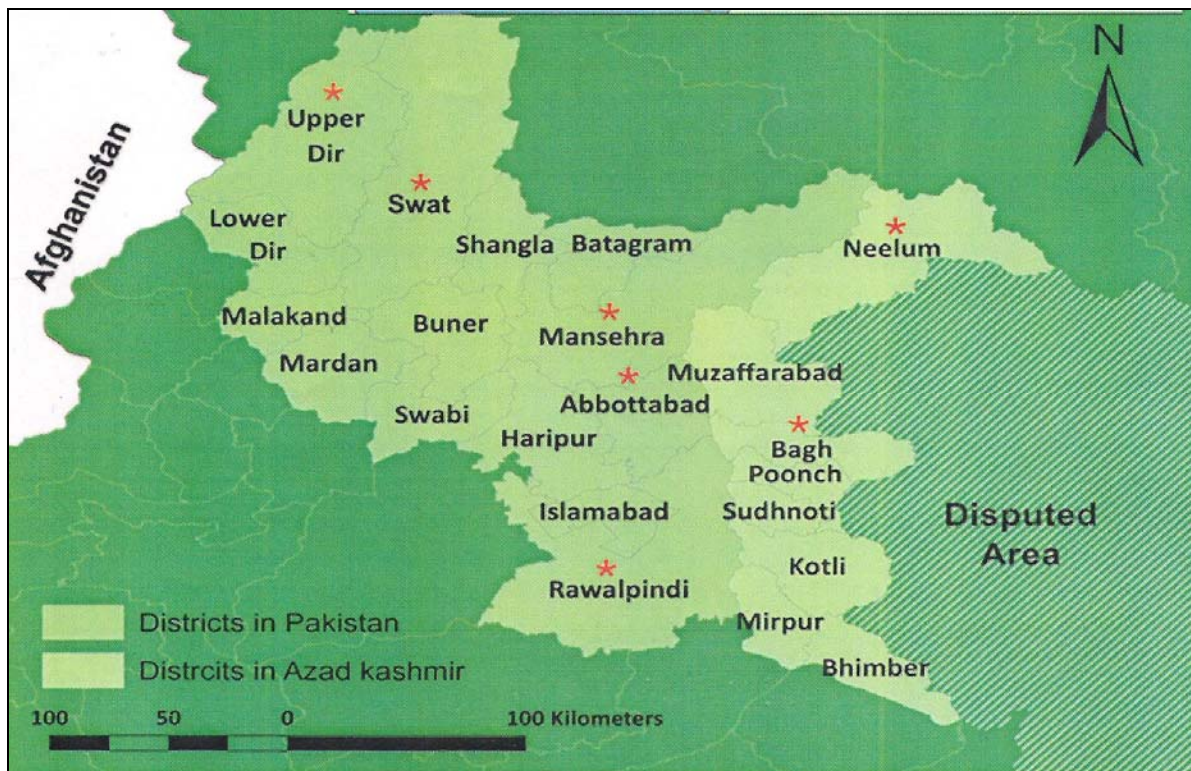 N
Afghanistan
Upper
Dir
Swat
Lower
Dir
Shangla
Batagram
Neelum
Malakand
Buner
Mansehra
Mardan
Muzaffarabad
Swabi
Abbottabad
Haripur
Bagh
Poonch
Islamabad
Sudhnoti
Disputed
Area
Kotli
Rawalpindi
Mirpur
Bhimber
Districts in Pakistan
Distrcits in Azad kashmir
100 50 0 100 Kilometers